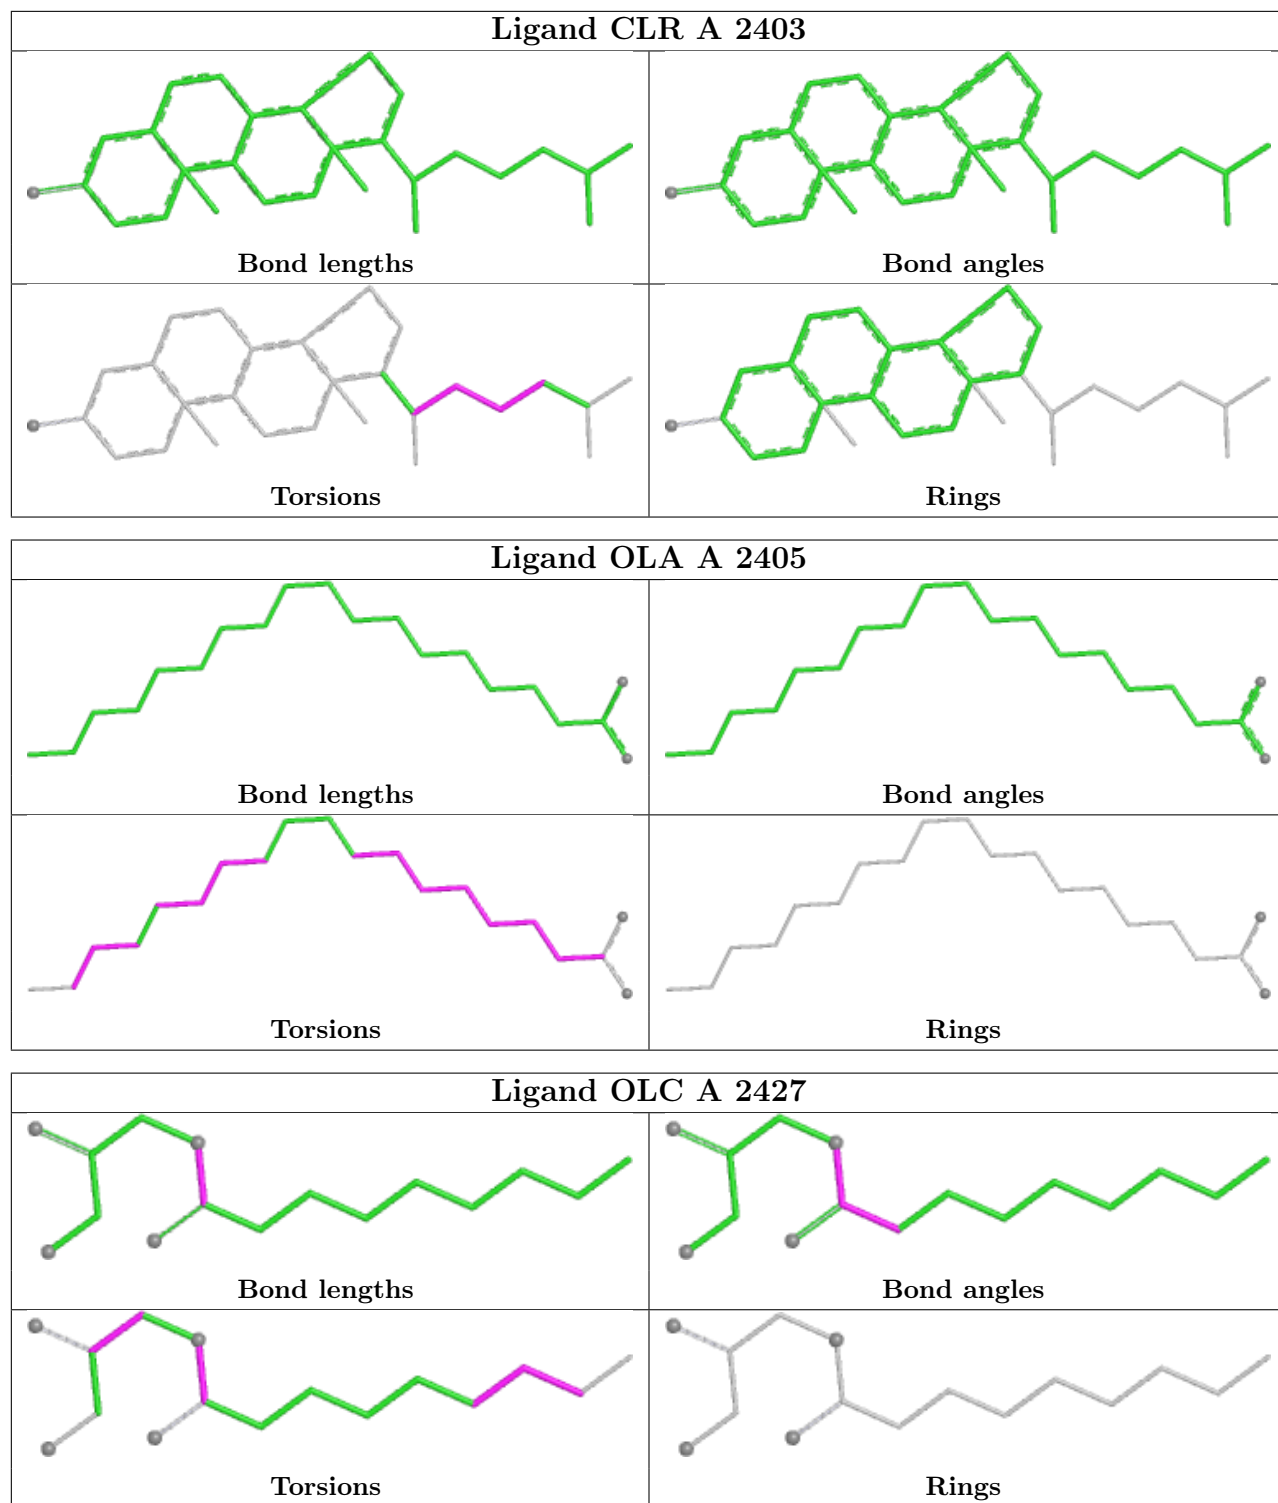 Ligand CLR A 2403
Bond lengths
Bond angles
Torsions
Rings
Ligand OLA A 2405
Bond lengths
Bond angles
Torsions
Rings
Ligand OLC A 2427
Bond lengths
Bond angles
Torsions
Rings